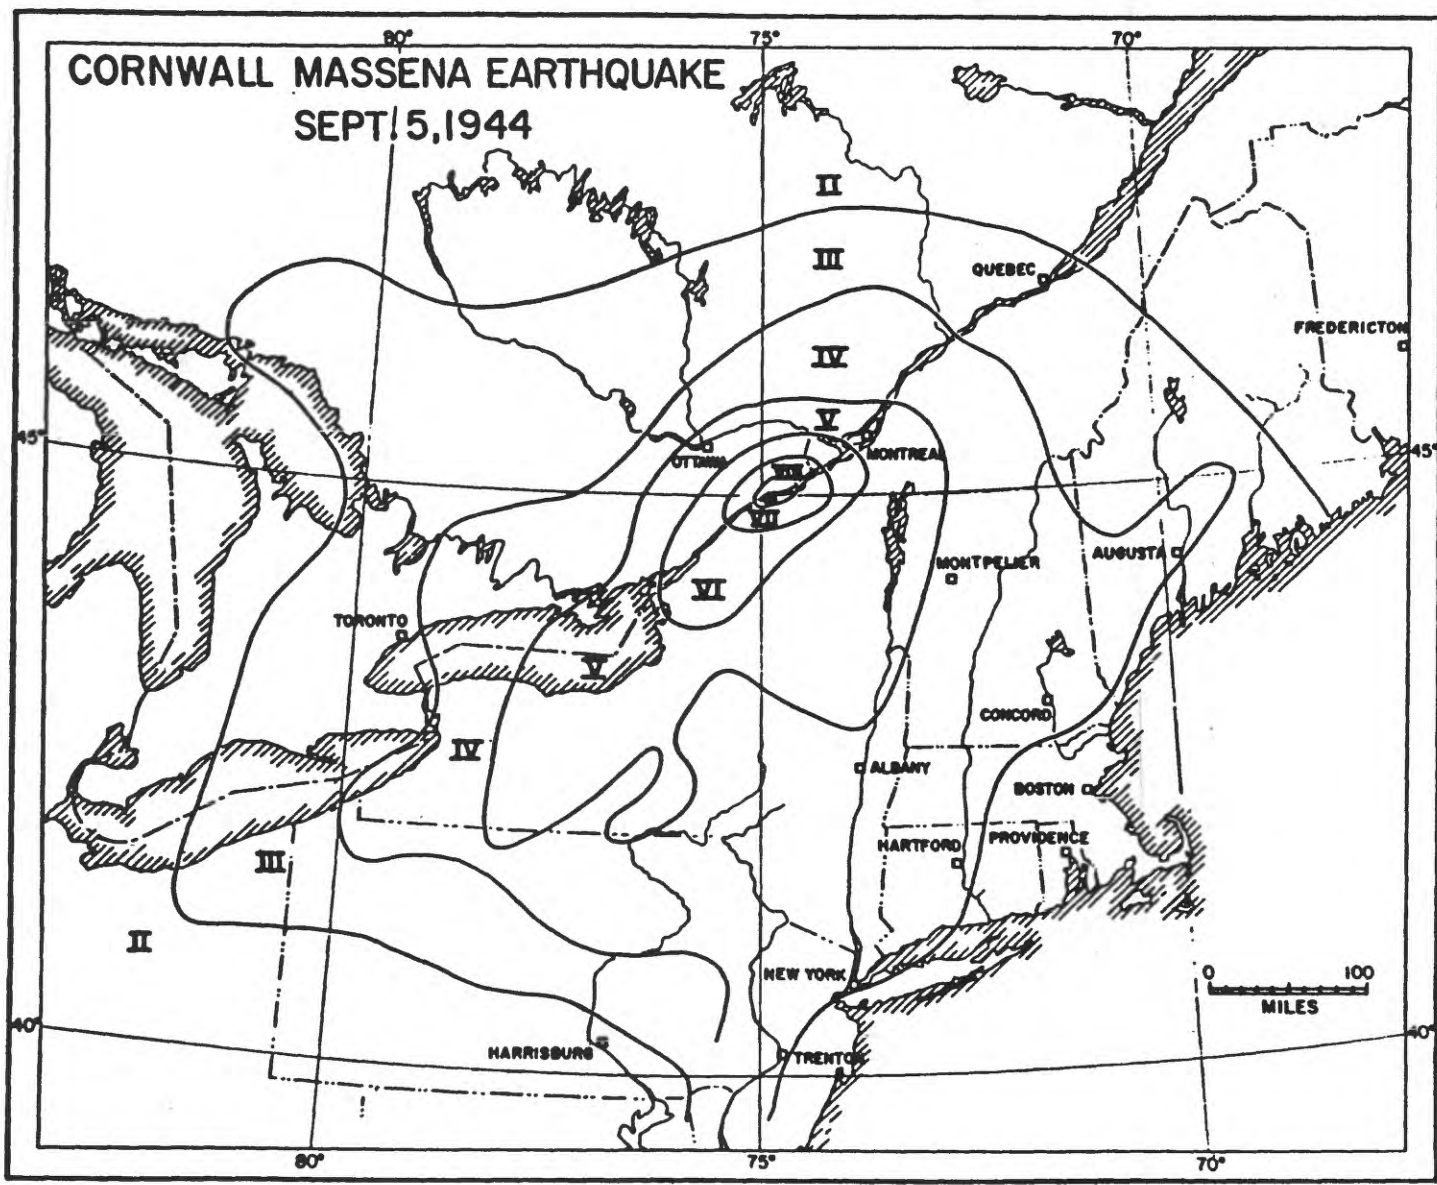 80° 75° 70°
CORNWALL MASSENA EARTHQUAKE
SEPT. 5, 1944
II
III
QUEBEC
FREDERICTON
IV
V
45° 45°
OTTAWA
MONTREAL
VIII
VII
AUGUSTA
MONTPELIER
VI
TORONTO
V
CONCORD
IV
ALBANY
BOSTON
HARTFORD
PROVIDENCE
III
II
NEW YORK
0 100
MILES
40° 40°
HARRISBURG
TRENTON
80° 75° 70°